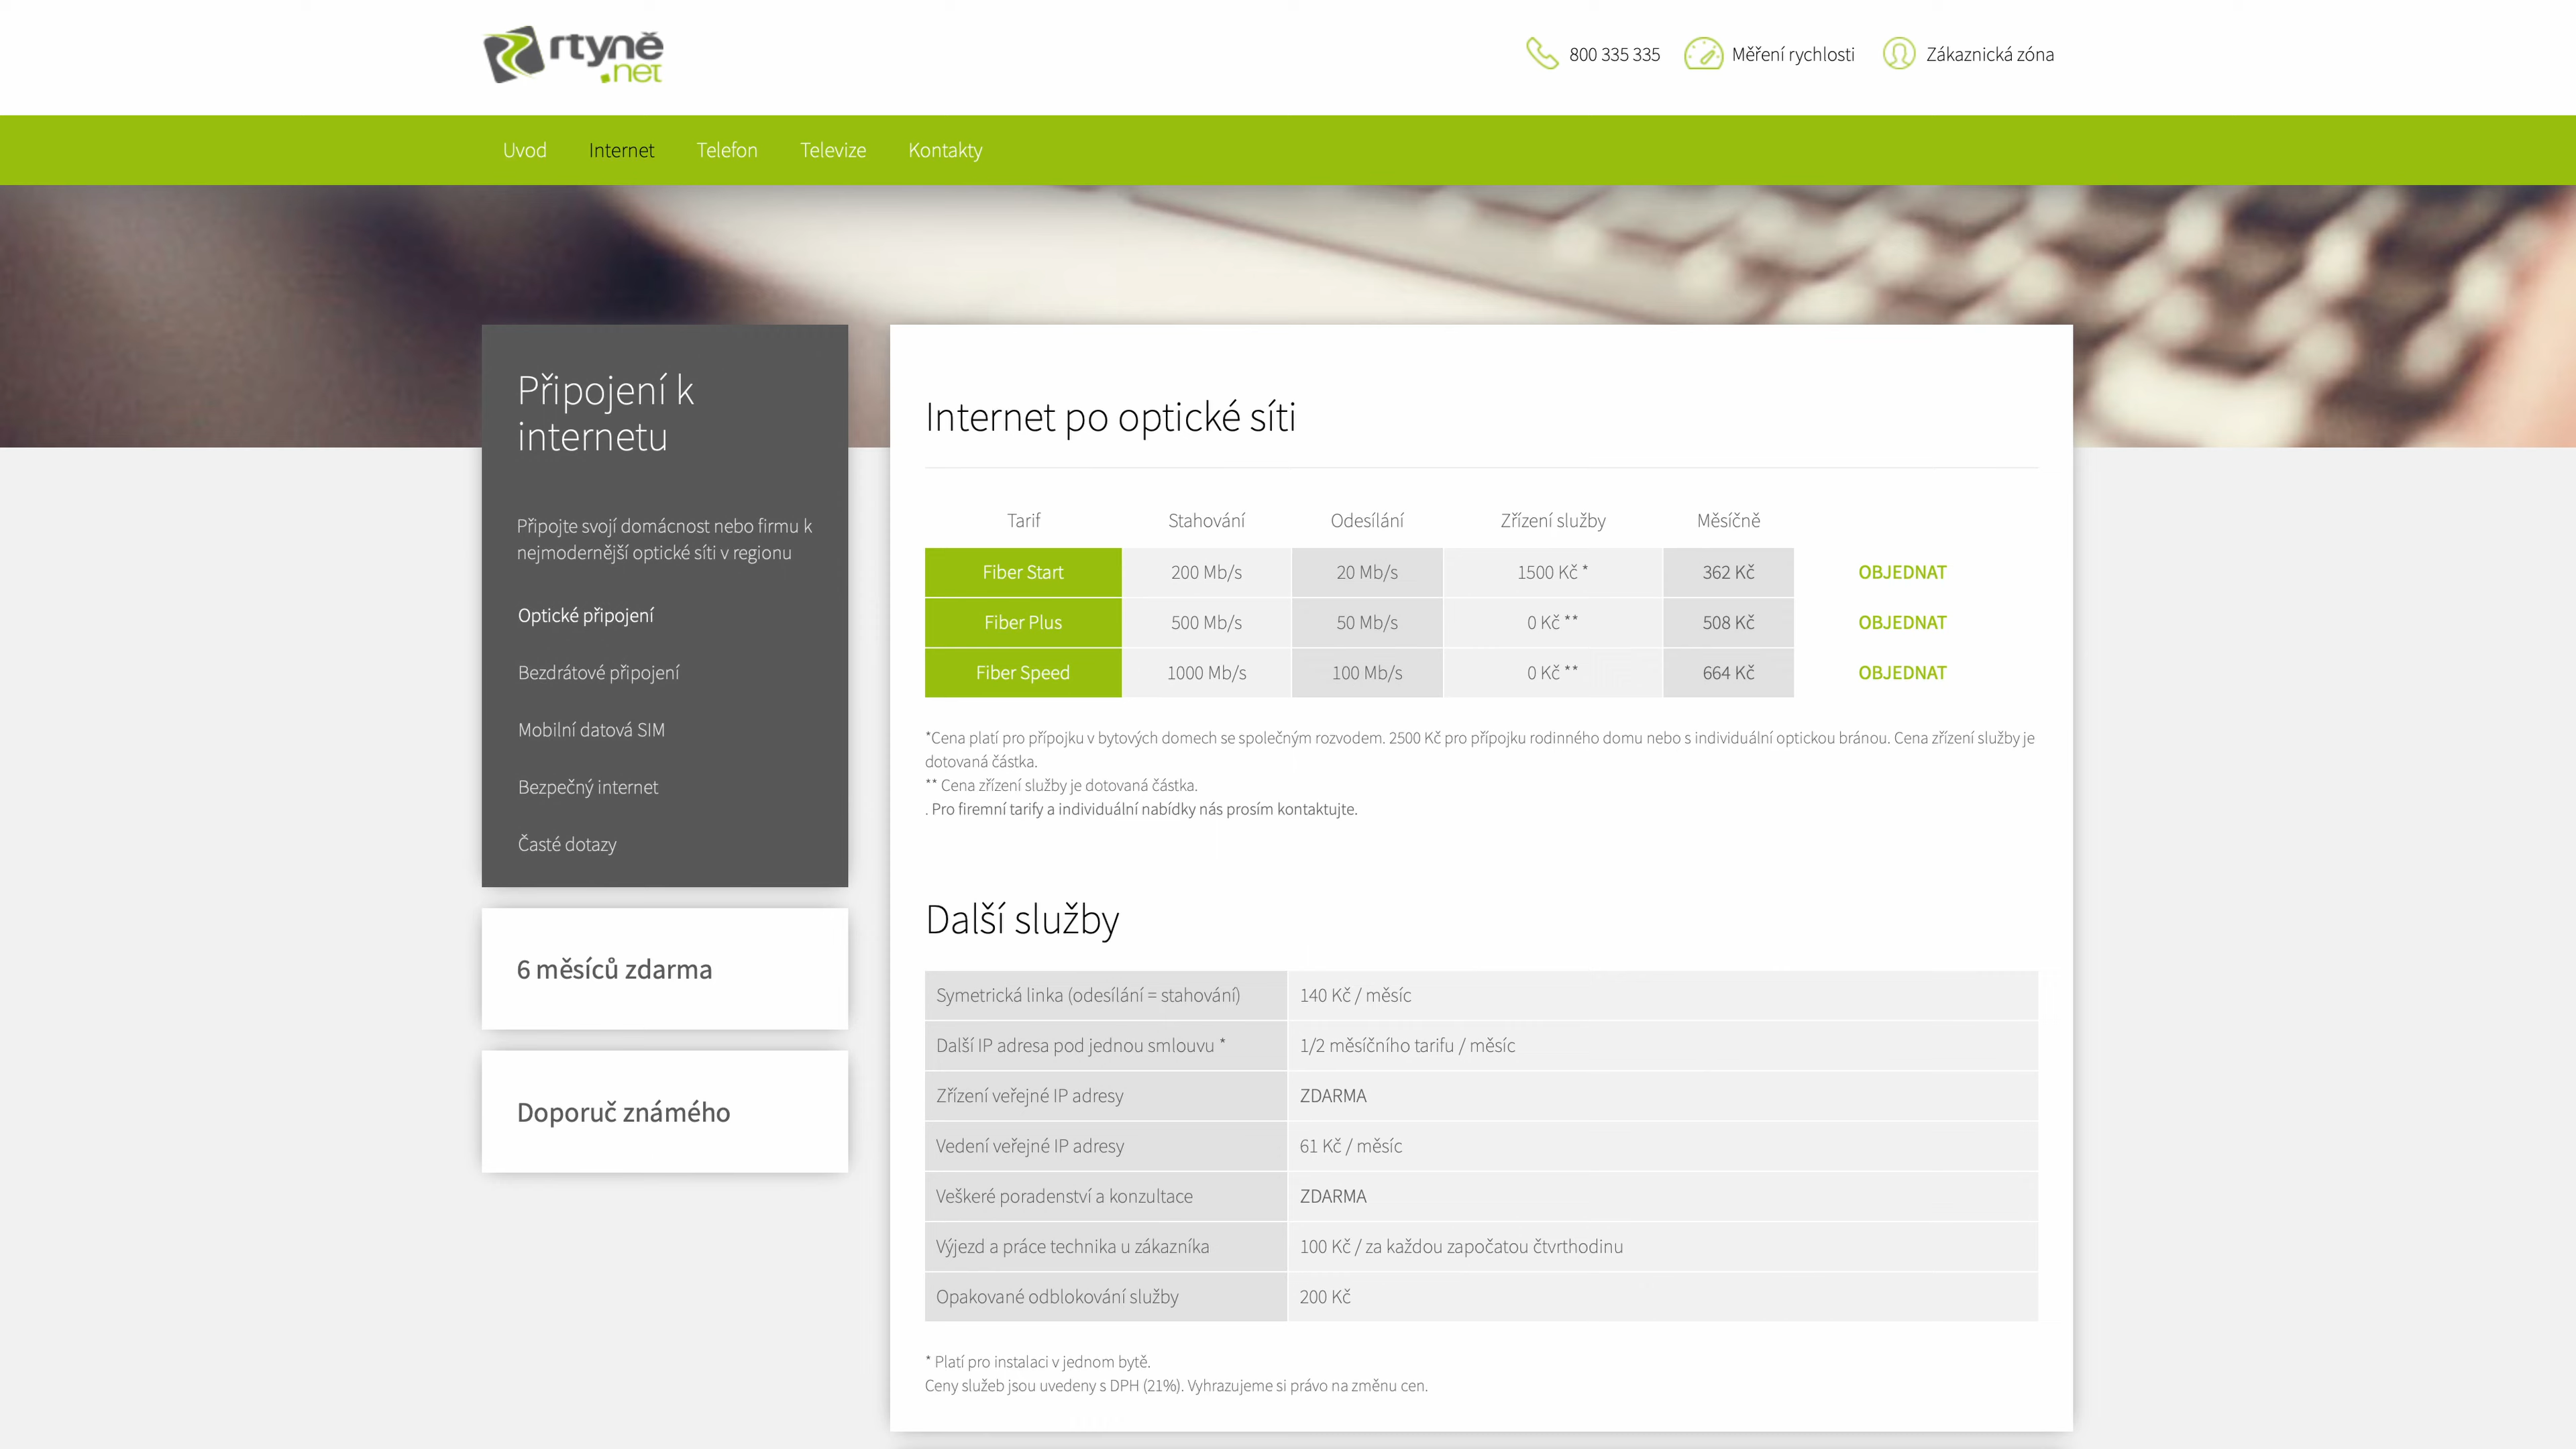 rtyně
.net
800 335 335 Měření rychlosti Zákaznická zóna
Uvod Internet Telefon Televize Kontakty
Připojení k
internetu
Připojte svojí domácnost nebo firmu k
nejmodernější optické síti v regionu
Optické připojení
Bezdrátové připojení
Mobilní datová SIM
Bezpečný internet
Časté dotazy
6 měsíců zdarma
Doporuč známého
Internet po optické síti
Tarif Stahování Odesílání Zřízení služby Měsíčně
Fiber Start 200 Mb/s 20 Mb/s 1500 Kč * 362 Kč OBJEDNAT
Fiber Plus 500 Mb/s 50 Mb/s 0 Kč ** 508 Kč OBJEDNAT
Fiber Speed 1000 Mb/s 100 Mb/s 0 Kč ** 664 Kč OBJEDNAT
*Cena platí pro přípojku v bytových domech se společným rozvodem. 2500 Kč pro přípojku rodinného domu nebo s individuální optickou bránou. Cena zřízení služby je
dotovaná částka.
** Cena zřízení služby je dotovaná částka.
. Pro firemní tarify a individuální nabídky nás prosím kontaktujte.
Další služby
Symetrická linka (odesílání = stahování) 140 Kč / měsíc
Další IP adresa pod jednou smlouvu * 1/2 měsíčního tarifu / měsíc
Zřízení veřejné IP adresy ZDARMA
Vedení veřejné IP adresy 61 Kč / měsíc
Veškeré poradenství a konzultace ZDARMA
Výjezd a práce technika u zákazníka 100 Kč / za každou započatou čtvrthodinu
Opakované odblokování služby 200 Kč
* Platí pro instalaci v jednom bytě.
Ceny služeb jsou uvedeny s DPH (21%). Vyhrazujeme si právo na změnu cen.